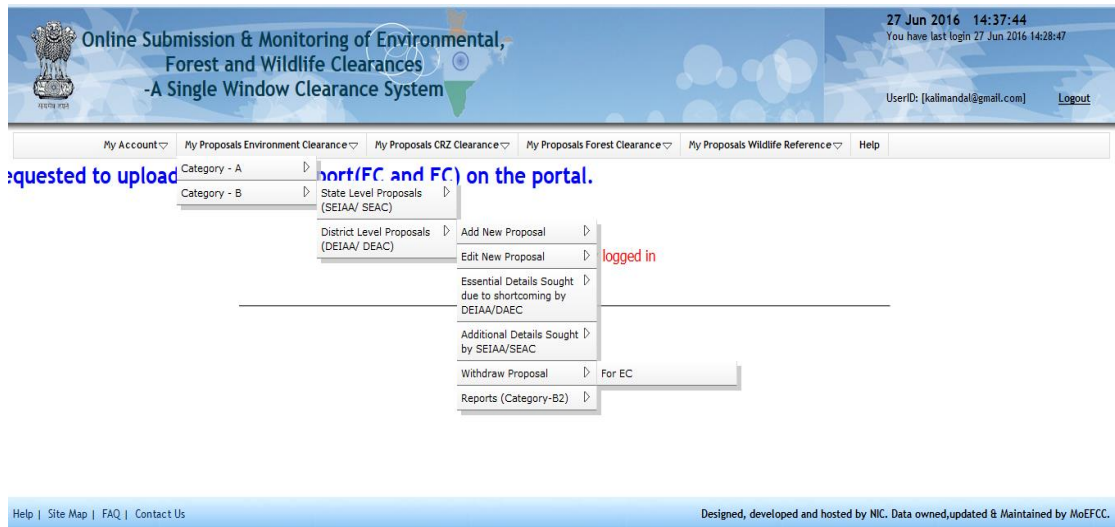 Online Submission & Monitoring of Environmental,
Forest and Wildlife Clearances
-A Single Window Clearance System
27 Jun 2016 14:37:44
You have last login 27 Jun 2016 14:28:47
UserID: [kalimandal@gmail.com] Logout
My Account My Proposals Environment Clearance My Proposals CRZ Clearance My Proposals Forest Clearance My Proposals Wildlife Reference Help
equested to upload port(EC and FC) on the portal.
Category - A
Category - B
State Level Proposals
(SEIAA/ SEAC)
District Level Proposals
(DEIAA/ DEAC)
Add New Proposal
Edit New Proposal
logged in
Essential Details Sought
due to shortcoming by
DEIAA/DAEC
Additional Details Sought
by SEIAA/SEAC
Withdraw Proposal
For EC
Reports (Category-B2)
Help | Site Map | FAQ | Contact Us
Designed, developed and hosted by NIC. Data owned,updated & Maintained by MoEFCC.